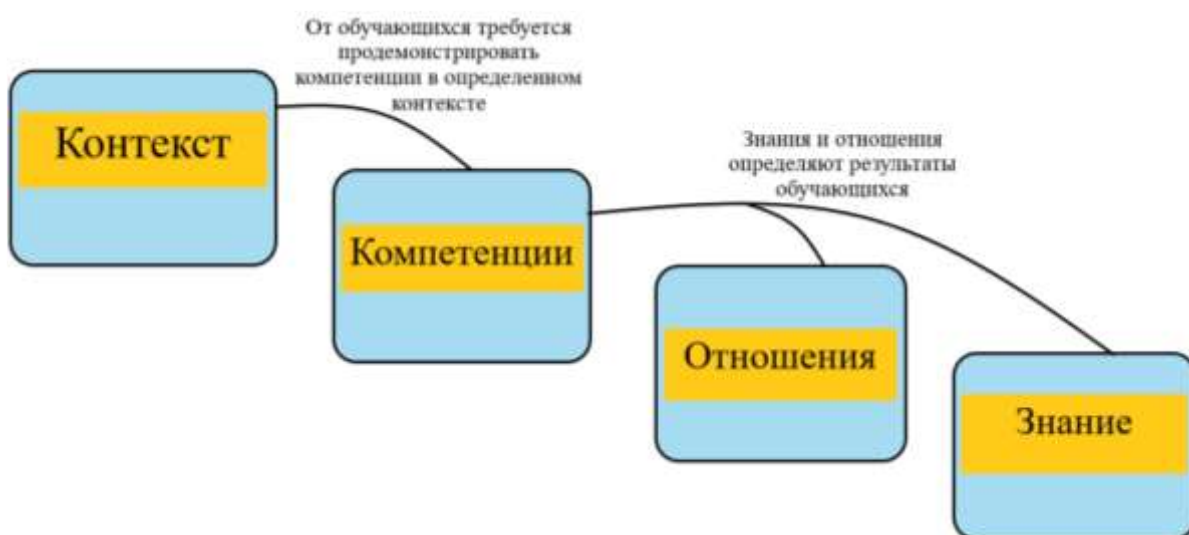 От обучающихся требуется
продемонстрировать
компетенции в определенном
контексте
Контекст
Знания и отношения
определяют результаты
обучающихся
Компетенции
Отношения
Знание